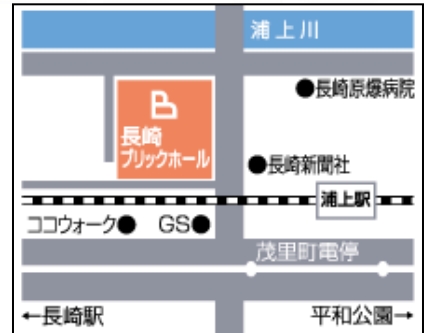 浦上川
●長崎原爆病院
B
長崎
ブリックホール
●長崎新聞社
浦上駅
ココウォーク● GS●
茂里町電停
←長崎駅
平和公園→